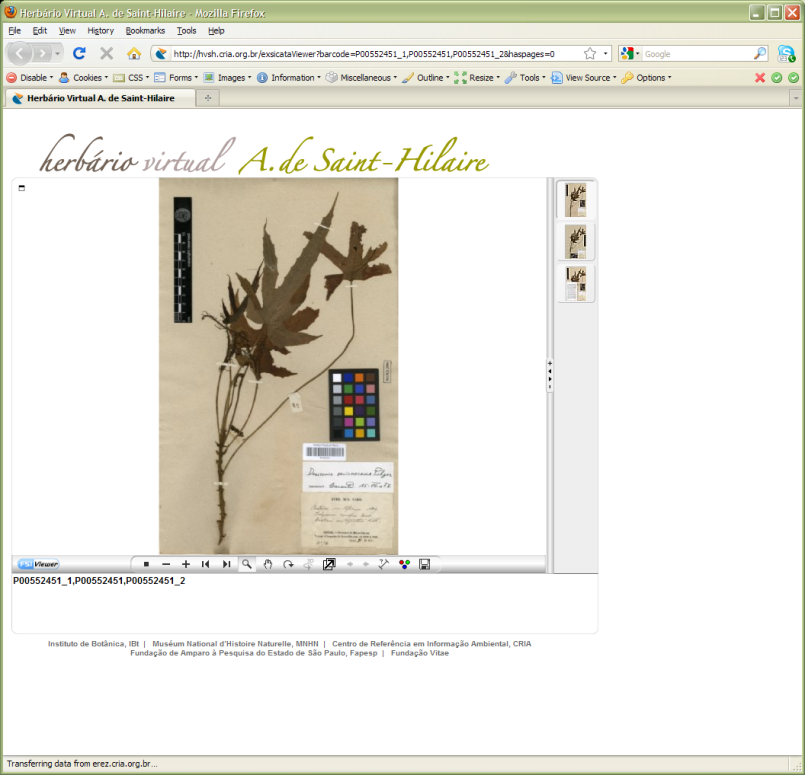 Herbário Virtual A. de Saint-Hilaire - Mozilla Firefox
File Edit View History Bookmarks Tools Help
http://hvsh.cria.org.br/exsicataViewer?barcode=P00552451_1,P00552451,P00552451_2&haspages=0
Google
Disable Cookies CSS Forms Images Information Miscellaneous Outline Resize Tools View Source Options
Herbário Virtual A. de Saint-Hilaire
herbário virtual A. de Saint-Hilaire
FSI Viewer
P00552451_1,P00552451,P00552451_2
Instituto de Botânica, IBt | Muséum National d'Histoire Naturelle, MNHN | Centro de Referência em Informação Ambiental, CRIA
Fundação de Amparo à Pesquisa do Estado de São Paulo, Fapesp | Fundação Vitae
Transferring data from erez.cria.org.br...